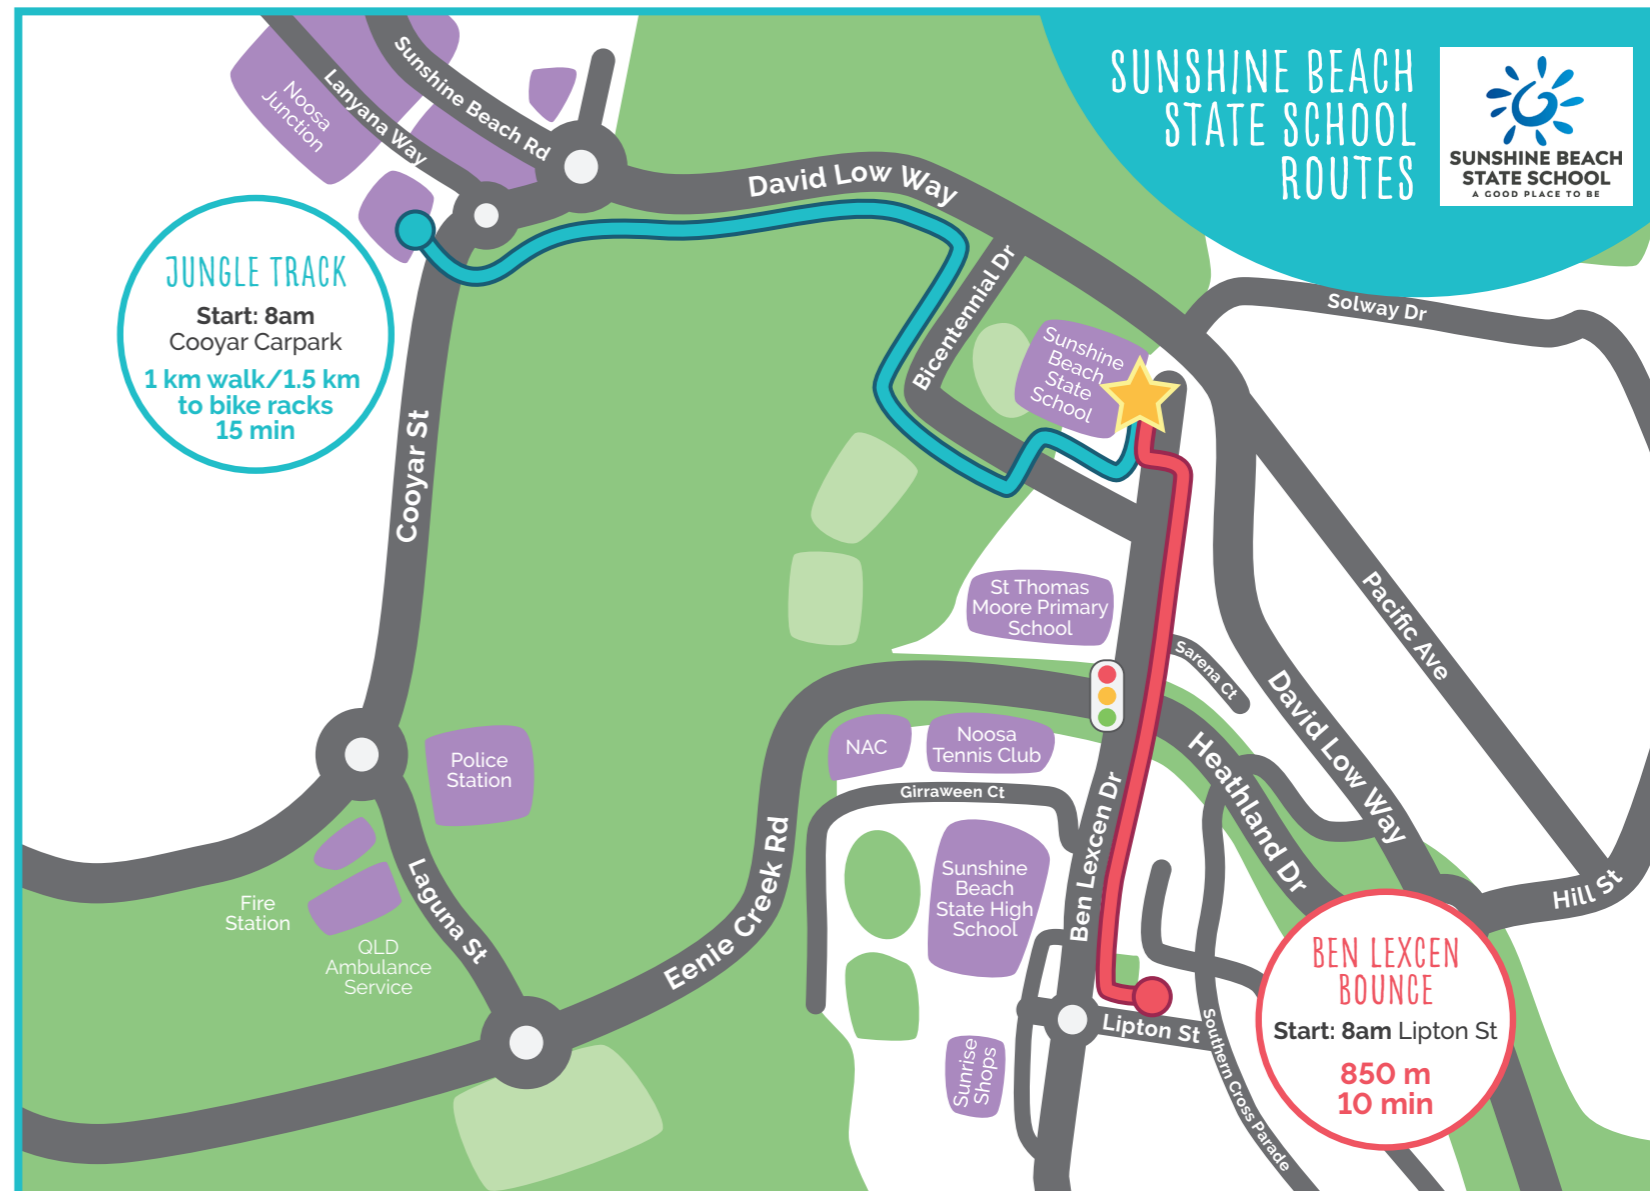 SUNSHINE BEACH
STATE SCHOOL
ROUTES
SUNSHINE BEACH
STATE SCHOOL
A GOOD PLACE TO BE
Noosa
Junction
Lanyana Way
Sunshine Beach Rd
David Low Way
JUNGLE TRACK
Start: 8am
Cooyar Carpark
1 km walk/1.5 km
to bike racks
15 min
Bicentennial Dr
Sunshine
Beach
State
School
Solway Dr
Cooyar St
St Thomas
Moore Primary
School
Pacific Ave
Sarena Ct
David Low Way
Police
Station
NAC
Noosa
Tennis Club
Girraween Ct
Heathland Dr
Ben Lexcen Dr
Eenie Creek Rd
Laguna St
Fire
Station
QLD
Ambulance
Service
Sunshine
Beach
State High
School
Hill St
Lipton St
Sunrise
Shops
Southern Cross Parade
BEN LEXCEN
BOUNCE
Start: 8am Lipton St
850 m
10 min